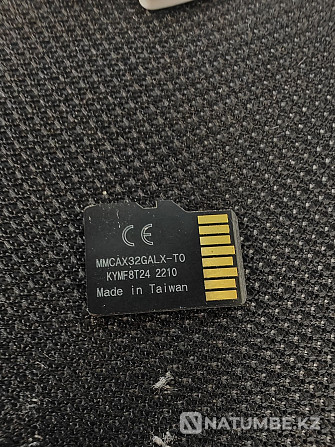 CE
MMCAX32GALX-T0
KYMF8T24 2210
Made in Taiwan
NATUMBE.KZ